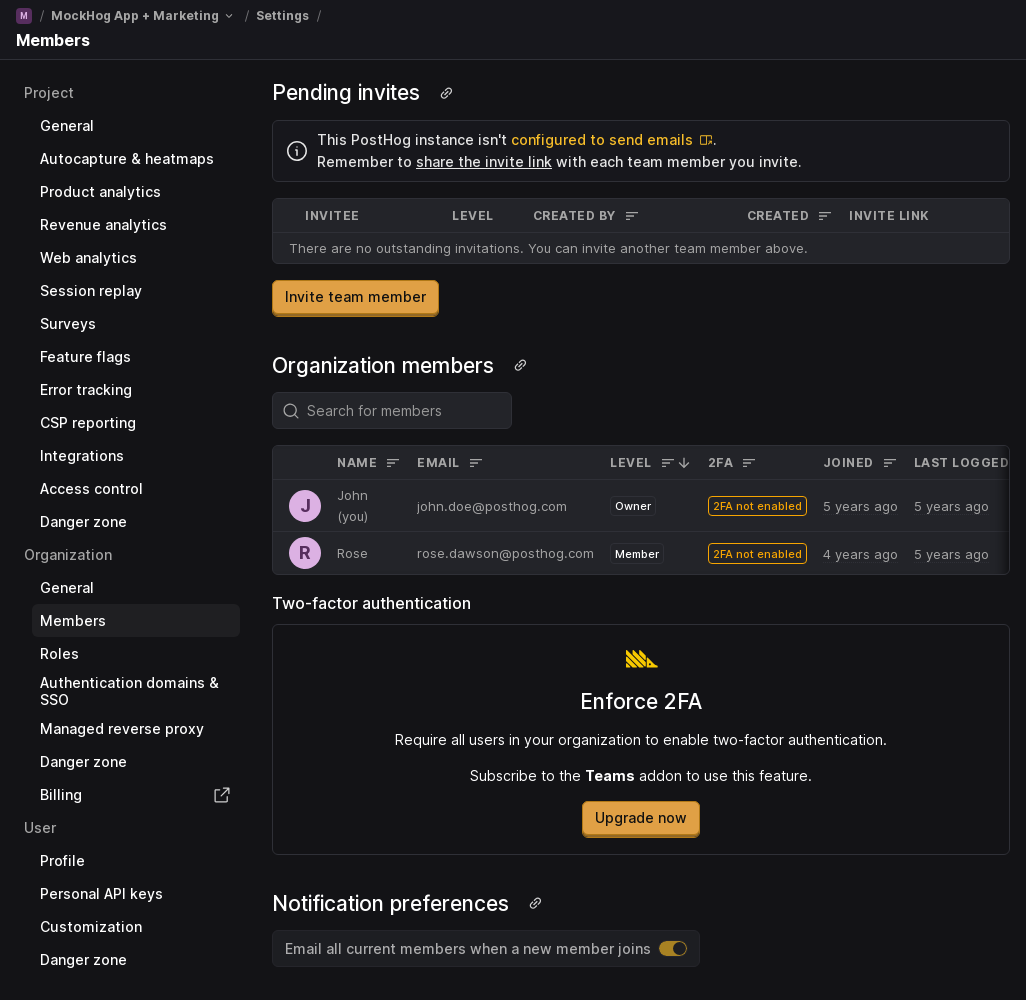 M / MockHog App + Marketing / Settings /
Members
Project
General
Autocapture & heatmaps
Product analytics
Revenue analytics
Web analytics
Session replay
Surveys
Feature flags
Error tracking
CSP reporting
Integrations
Access control
Danger zone
Organization
General
Members
Roles
Authentication domains &
SSO
Managed reverse proxy
Danger zone
Billing
User
Profile
Personal API keys
Customization
Danger zone
Pending invites
This PostHog instance isn't configured to send emails .
Remember to share the invite link with each team member you invite.
INVITEE LEVEL CREATED BY CREATED INVITE LINK
There are no outstanding invitations. You can invite another team member above.
Invite team member
Organization members
Search for members
NAME EMAIL LEVEL 2FA JOINED LAST LOGGED
J John (you) john.doe@posthog.com Owner 2FA not enabled 5 years ago 5 years ago
R Rose rose.dawson@posthog.com Member 2FA not enabled 4 years ago 5 years ago
Two-factor authentication
Enforce 2FA
Require all users in your organization to enable two-factor authentication.
Subscribe to the Teams addon to use this feature.
Upgrade now
Notification preferences
Email all current members when a new member joins